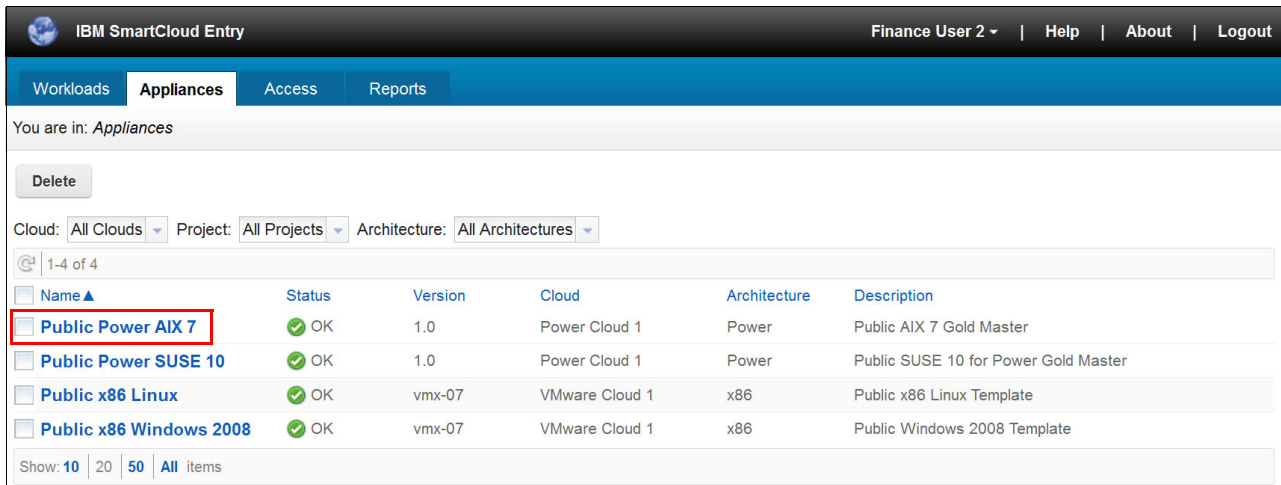 IBM SmartCloud Entry Finance User 2 | Help | About | Logout
Workloads Appliances Access Reports
You are in: Appliances
Delete
Cloud: All Clouds Project: All Projects Architecture: All Architectures
1-4 of 4
Name▲ Status Version Cloud Architecture Description
Public Power AIX 7 OK 1.0 Power Cloud 1 Power Public AIX 7 Gold Master
Public Power SUSE 10 OK 1.0 Power Cloud 1 Power Public SUSE 10 for Power Gold Master
Public x86 Linux OK vmx-07 VMware Cloud 1 x86 Public x86 Linux Template
Public x86 Windows 2008 OK vmx-07 VMware Cloud 1 x86 Public Windows 2008 Template
Show: 10 | 20 | 50 | All items